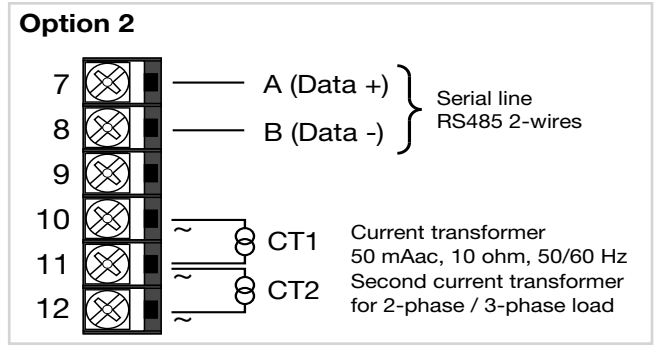 Option 2
7 A (Data +)
8 B (Data -)
Serial line
RS485 2-wires
9
10 ~
CT1
11 ~
CT2
12 ~
Current transformer
50 mAac, 10 ohm, 50/60 Hz
Second current transformer
for 2-phase / 3-phase load